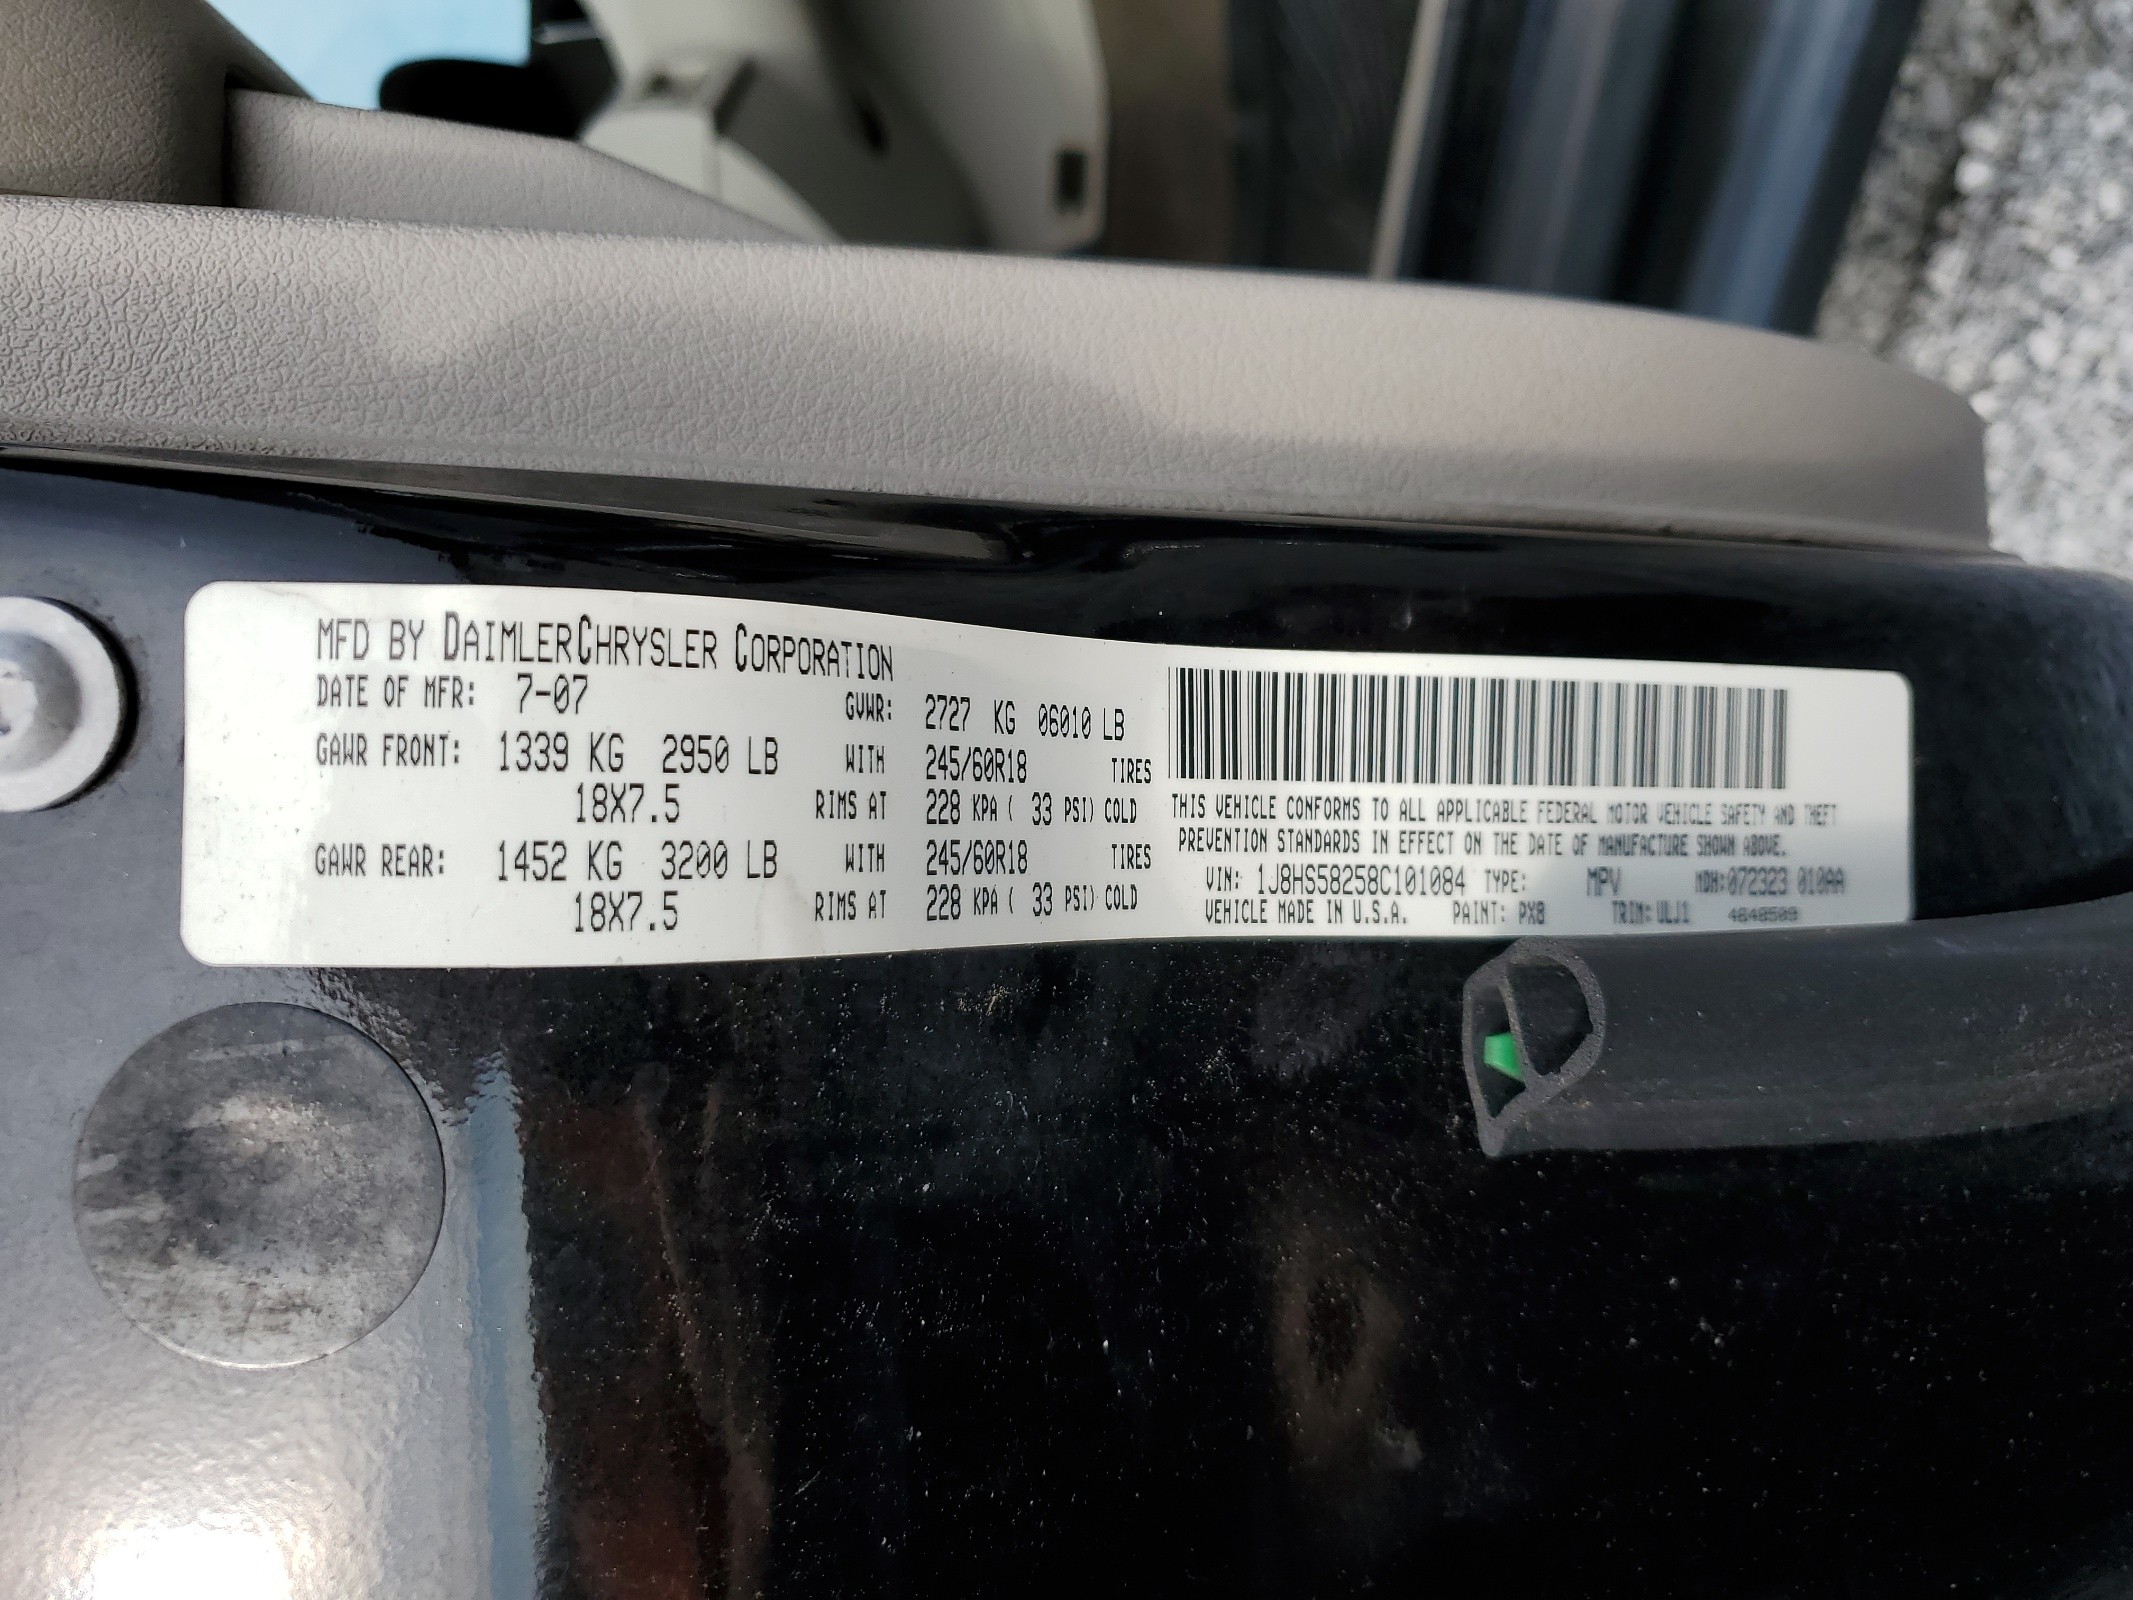 MFD BY DAIMLERCHRYSLER CORPORATION
DATE OF MFR: 7-07 GVWR: 2727 KG 06010 LB
GAWR FRONT: 1339 KG 2950 LB WITH 245/60R18 TIRES
18X7.5 RIMS AT 228 KPA ( 33 PSI) COLD
GAWR REAR: 1452 KG 3200 LB WITH 245/60R18 TIRES
18X7.5 RIMS AT 228 KPA ( 33 PSI) COLD
THIS VEHICLE CONFORMS TO ALL APPLICABLE FEDERAL MOTOR VEHICLE SAFETY AND THEFT
PREVENTION STANDARDS IN EFFECT ON THE DATE OF MANUFACTURE SHOWN ABOVE.
VIN: 1J8HS58258C101084 TYPE: MPV MDH:072323 010AA
VEHICLE MADE IN U.S.A. PAINT: PX8 TRIM: ULJ1